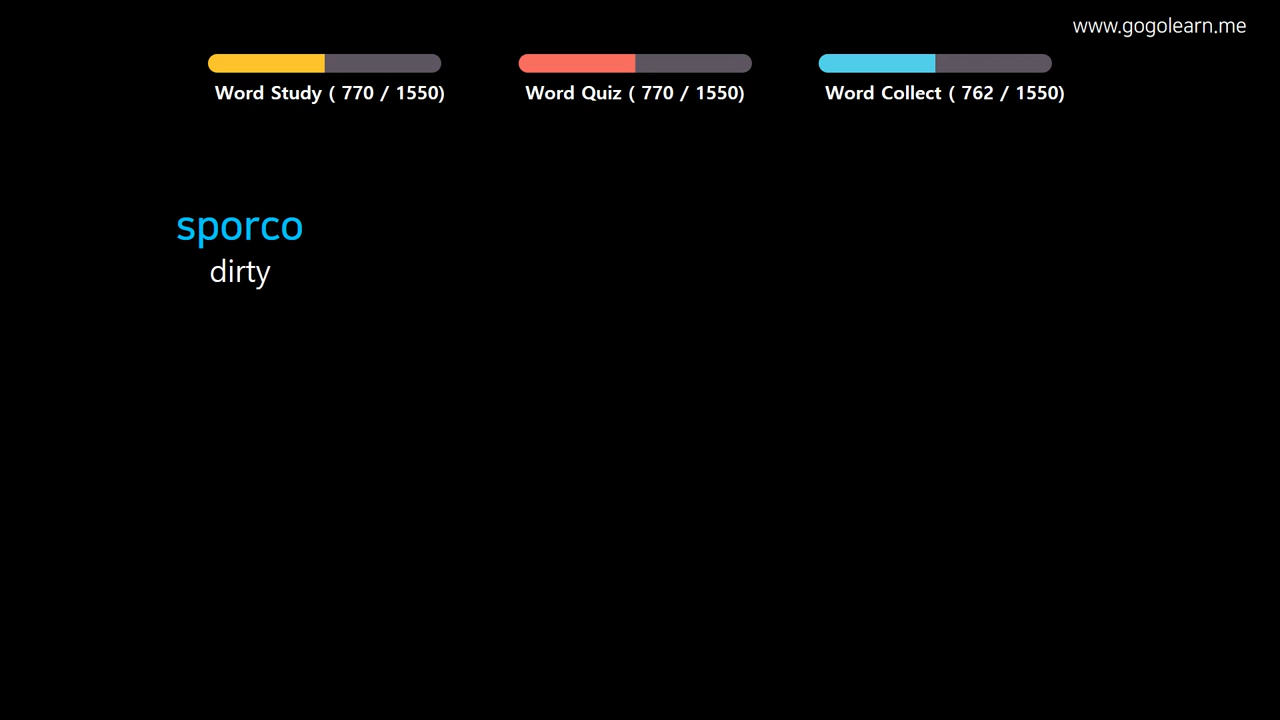 www.gogolearn.me
Word Study ( 770 / 1550)
Word Quiz ( 770 / 1550)
Word Collect ( 762 / 1550)
sporco
dirty